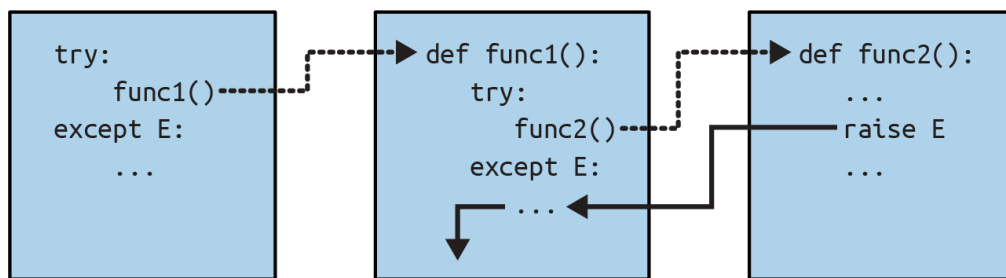 try:
func1()
except E:
...
def func1():
try:
func2()
except E:
...
def func2():
...
raise E
...